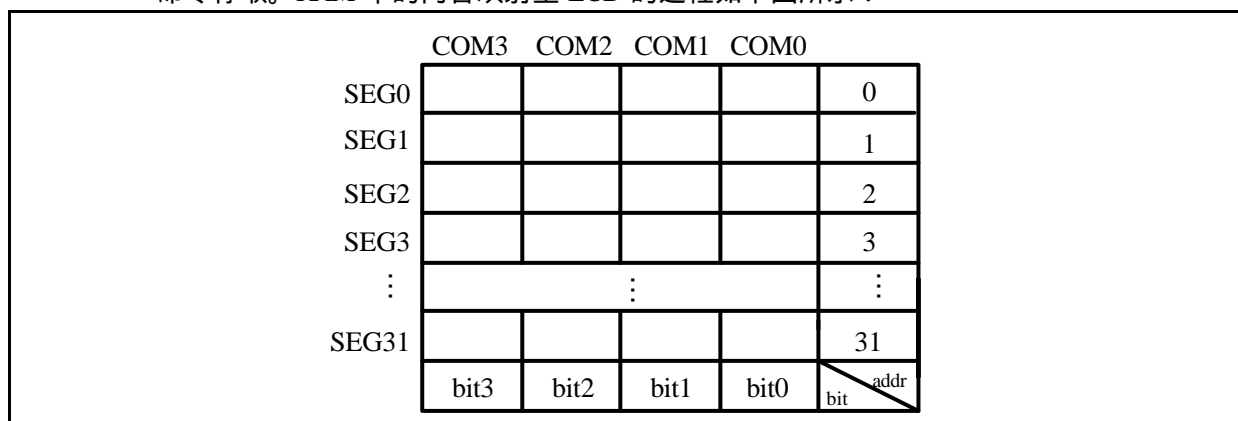 COM3 COM2 COM1 COM0
SEG0 0
SEG1 1
SEG2 2
SEG3 3
⋮ ⋮ ⋮
SEG31 31
bit3 bit2 bit1 bit0 bit addr